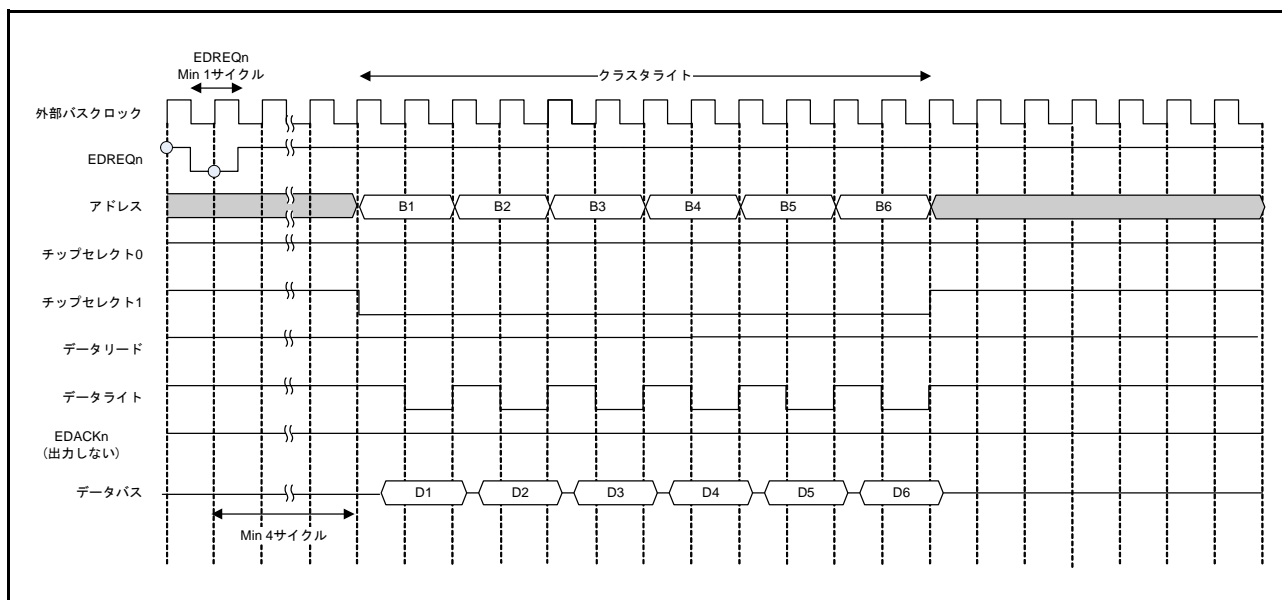 EDREQn
Min 1サイクル
クラスタライト
外部バスクロック
EDREQn
アドレス
B1
B2
B3
B4
B5
B6
チップセレクト0
チップセレクト1
データリード
データライト
EDACKn
(出力しない)
データバス
D1
D2
D3
D4
D5
D6
Min 4サイクル